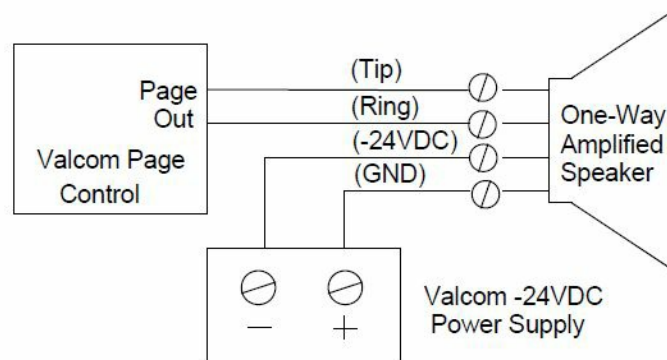 Page
Out
Valcom Page
Control
(Tip)
(Ring)
(-24VDC)
(GND)
One-Way
Amplified
Speaker
−
+
Valcom -24VDC
Power Supply